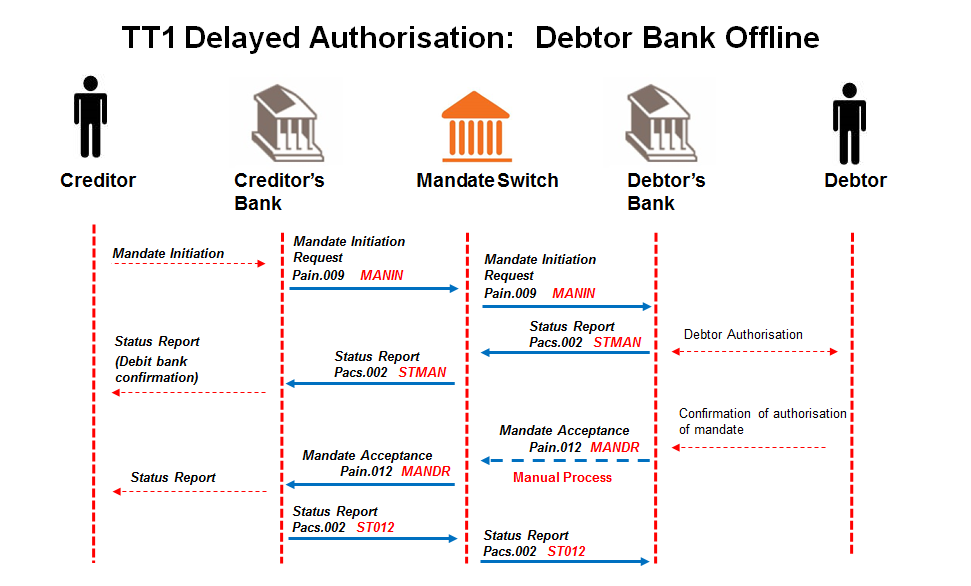 TT1 Delayed Authorisation: Debtor Bank Offline
Creditor
Creditor's
Bank
Mandate Switch
Debtor's
Bank
Debtor
Mandate Initiation
Mandate Initiation
Request
Pain.009 MANIN
Mandate Initiation
Request
Pain.009 MANIN
Status Report
Pacs.002 STMAN
Debtor Authorisation
Status Report
(Debit bank
confirmation)
Status Report
Pacs.002 STMAN
Confirmation of authorisation
of mandate
Mandate Acceptance
Pain.012 MANDR
Manual Process
Mandate Acceptance
Pain.012 MANDR
Status Report
Status Report
Pacs.002 ST012
Status Report
Pacs.002 ST012